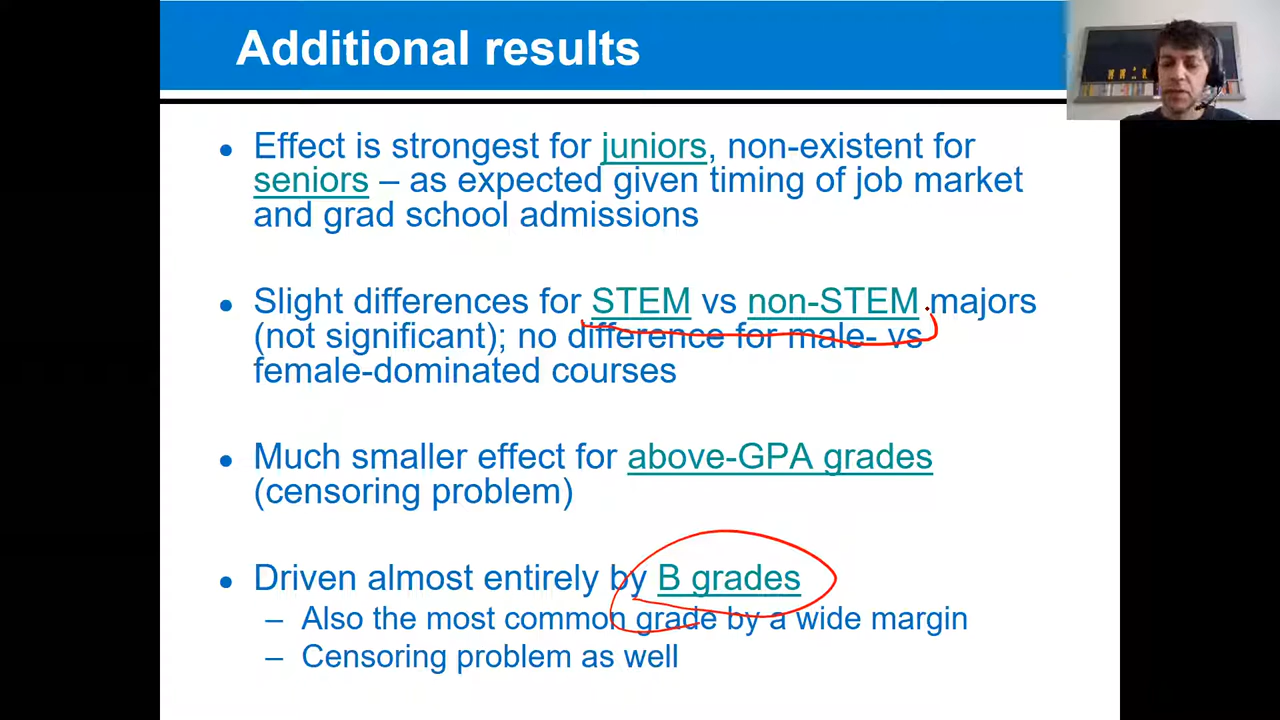 Additional results
• Effect is strongest for juniors, non-existent for
seniors – as expected given timing of job market
and grad school admissions
• Slight differences for STEM vs non-STEM majors
(not significant); no difference for male- vs
female-dominated courses
• Much smaller effect for above-GPA grades
(censoring problem)
• Driven almost entirely by B grades
– Also the most common grade by a wide margin
– Censoring problem as well